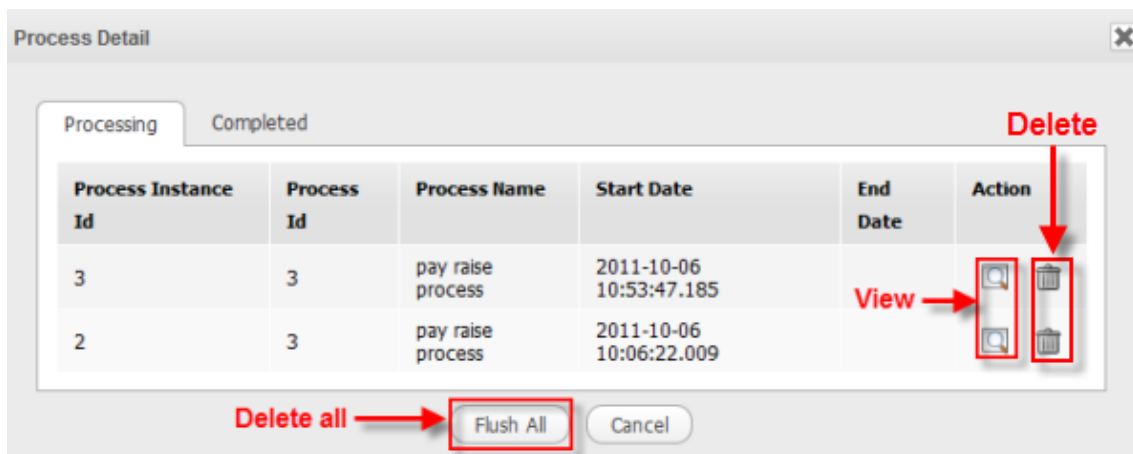 Process Detail
Processing Completed
Delete
Process Instance Process Process Name Start Date End Action
Id Id Date
3 3 pay raise process 2011-10-06 10:53:47.185
View
2 3 pay raise process 2011-10-06 10:06:22.009
Delete all Flush All Cancel